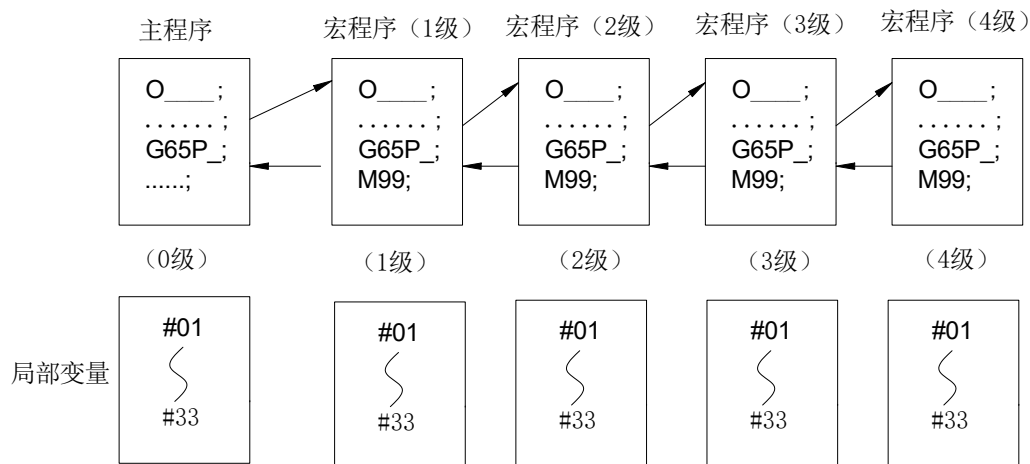 主程序 宏程序（1级） 宏程序（2级） 宏程序（3级） 宏程序（4级）
O____; O____; O____; O____; O____;
......; ......; ......; ......; ......;
G65P_; G65P_; G65P_; G65P_; G65P_;
......; M99; M99; M99; M99;
（0级） （1级） （2级） （3级） （4级）
#01 #01 #01 #01 #01
局部变量
#33 #33 #33 #33 #33